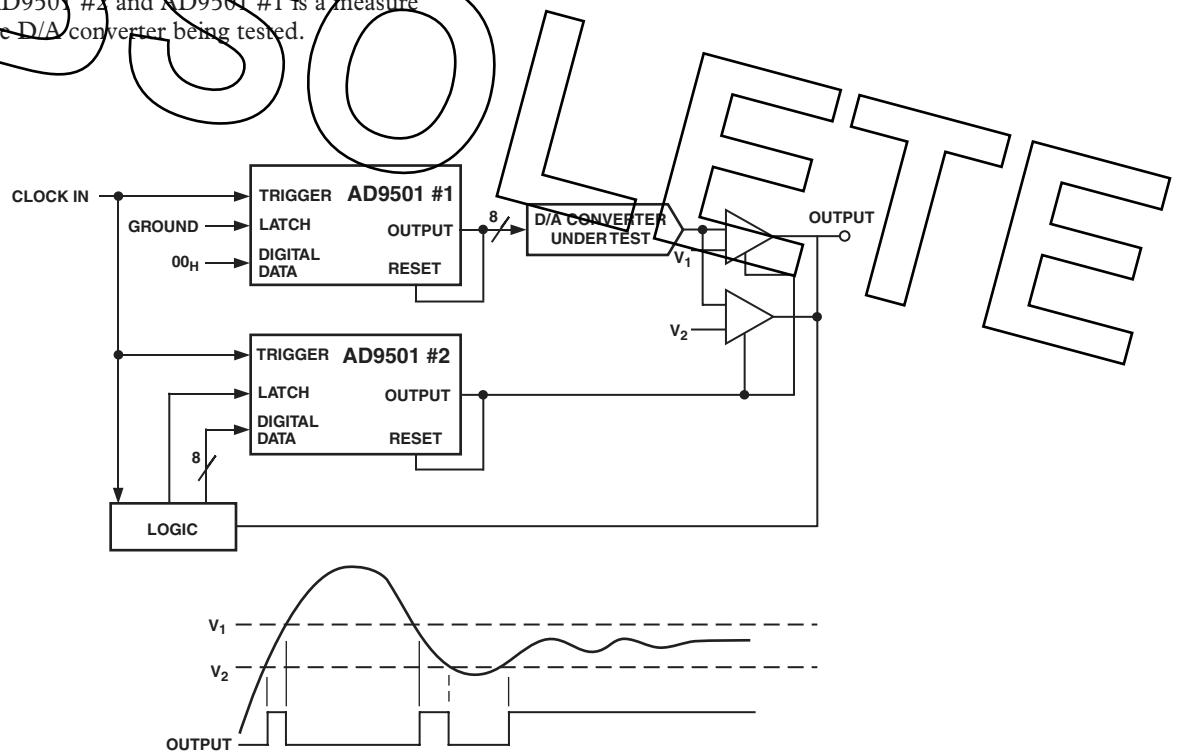 AD9501 #2 and AD9501 #1 is a measure
e D/A converter being tested.
OBSOLETE
CLOCK IN
TRIGGER AD9501 #1
GROUND
LATCH
OUTPUT
00H
DIGITAL
DATA
RESET
8
D/A CONVERTER
UNDER TEST
V1
OUTPUT
V2
TRIGGER AD9501 #2
LATCH
OUTPUT
DIGITAL
DATA
RESET
8
LOGIC
V1
V2
OUTPUT